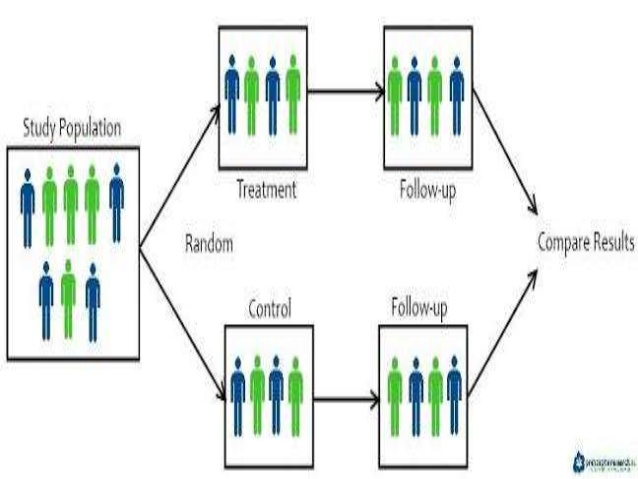 Study Population
Treatment
Follow-up
Random
Compare Results
Control
Follow-up